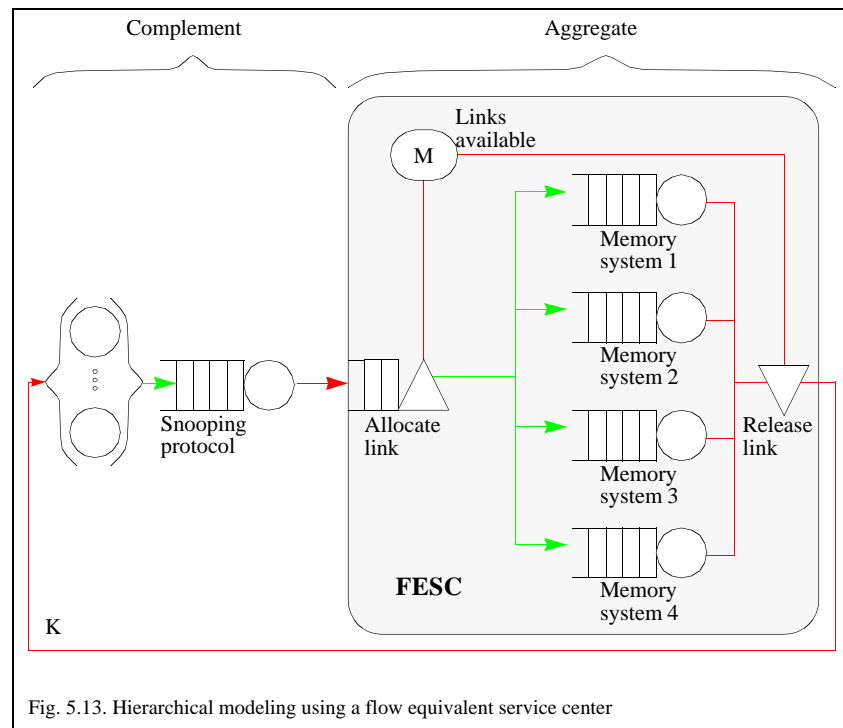 Complement
Aggregate
Links
available
M
Memory
system 1
Memory
system 2
Snooping
protocol
Allocate
link
Release
link
Memory
system 3
FESC
Memory
system 4
K
Fig. 5.13. Hierarchical modeling using a flow equivalent service center